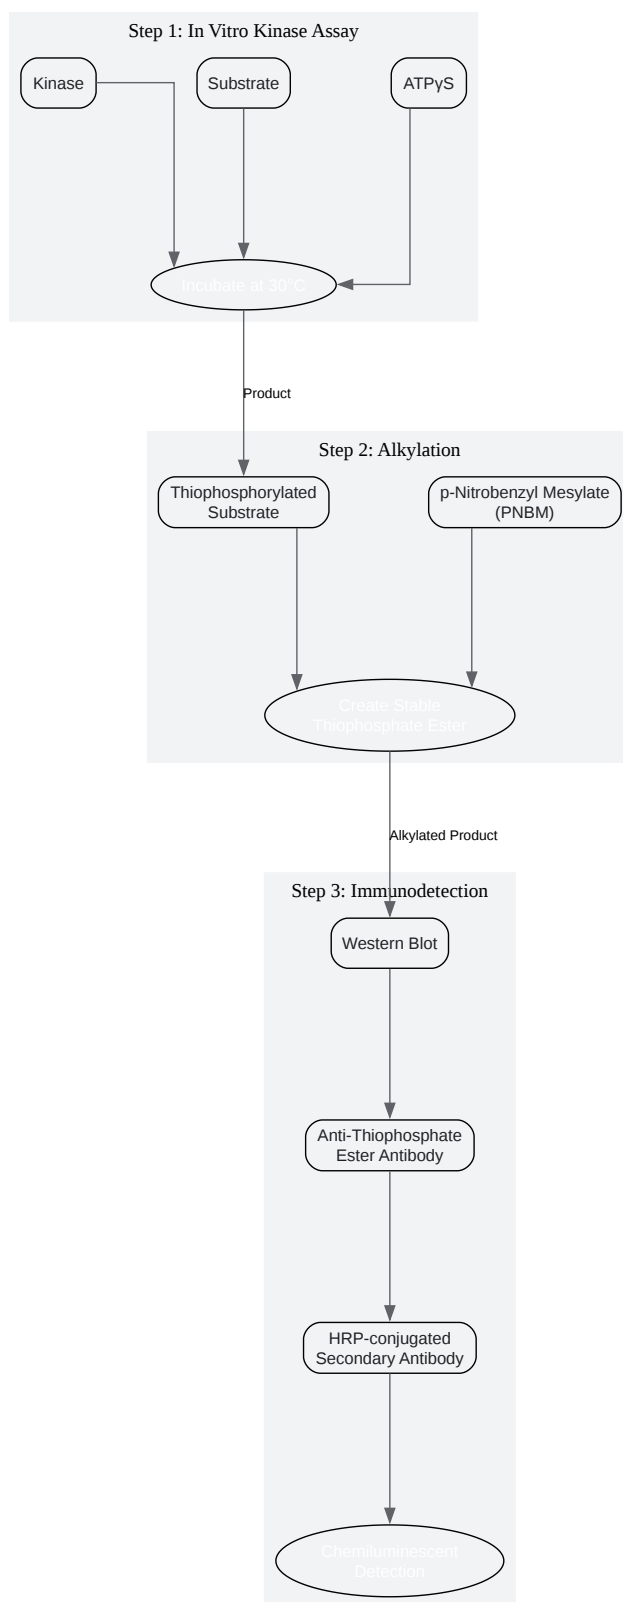 Step 1: In Vitro Kinase Assay
Kinase
Substrate
ATPγS
Incubate at 30°C
Product
Step 2: Alkylation
Thiophosphorylated
Substrate
p-Nitrobenzyl Mesylate
(PNBM)
Create Stable
Thiophosphate Ester
Alkylated Product
Step 3: Immunodetection
Western Blot
Anti-Thiophosphate
Ester Antibody
HRP-conjugated
Secondary Antibody
Chemiluminescent
Detection